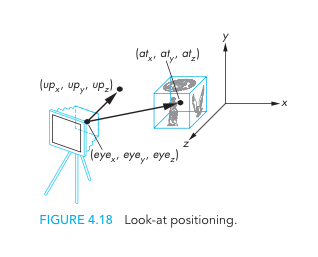 y
(at_x, at_y, at_z)
(up_x, up_y, up_z)
x
z
(eye_x, eye_y, eye_z)
FIGURE 4.18 Look-at positioning.